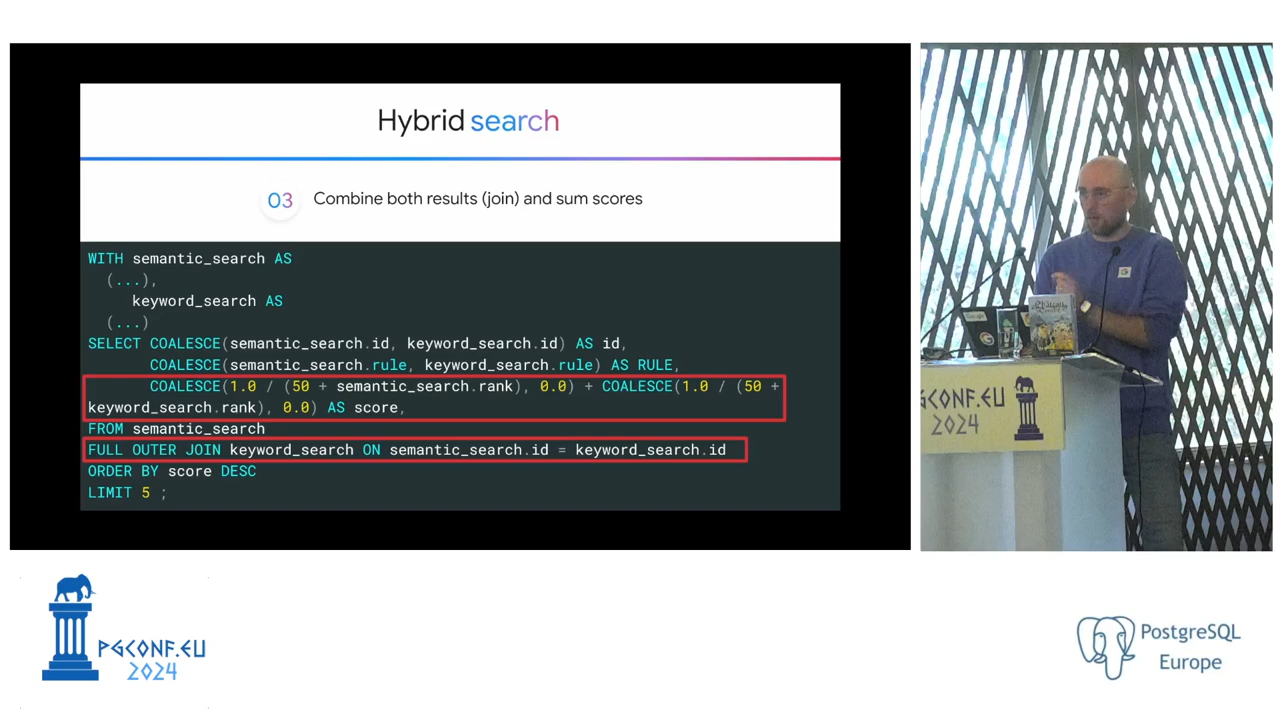 Hybrid search
03 Combine both results (join) and sum scores
WITH semantic_search AS
(...),
keyword_search AS
(...)
SELECT COALESCE(semantic_search.id, keyword_search.id) AS id,
COALESCE(semantic_search.rule, keyword_search.rule) AS RULE,
COALESCE(1.0 / (50 + semantic_search.rank), 0.0) + COALESCE(1.0 / (50 +
keyword_search.rank), 0.0) AS score,
FROM semantic_search
FULL OUTER JOIN keyword_search ON semantic_search.id = keyword_search.id
ORDER BY score DESC
LIMIT 5 ;
GCONF.EU
2024
PGCONF.EU
2024
PostgreSQL
Europe